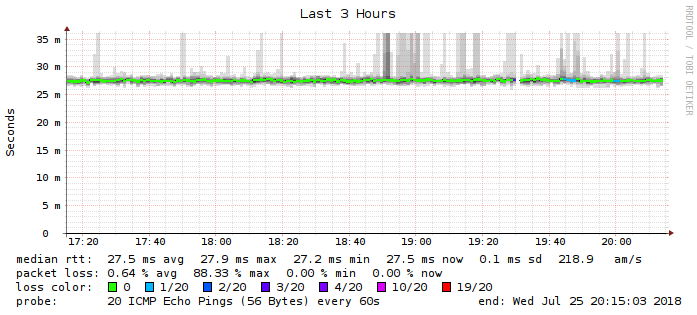 Last 3 Hours
RRDTOOL / TOBI OETIKER
Seconds
35 m
30 m
25 m
20 m
15 m
10 m
5 m
0
17:20 17:40 18:00 18:20 18:40 19:00 19:20 19:40 20:00
median rtt: 27.5 ms avg 27.9 ms max 27.2 ms min 27.5 ms now 0.1 ms sd 218.9 am/s
packet loss: 0.64 % avg 88.33 % max 0.00 % min 0.00 % now
loss color: 0 1/20 2/20 3/20 4/20 10/20 19/20
probe: 20 ICMP Echo Pings (56 Bytes) every 60s end: Wed Jul 25 20:15:03 2018